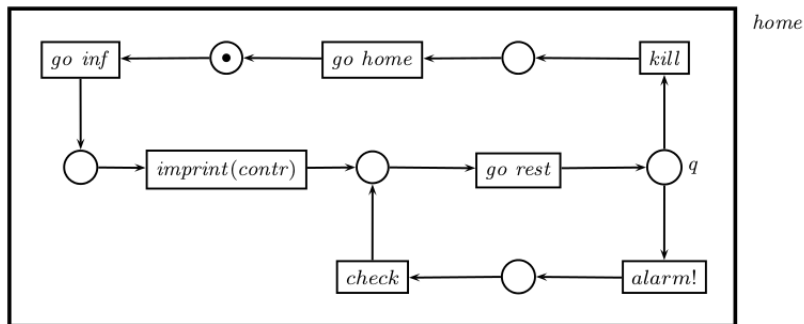 home
go inf
go home
kill
imprint(contr)
go rest
q
check
alarm!